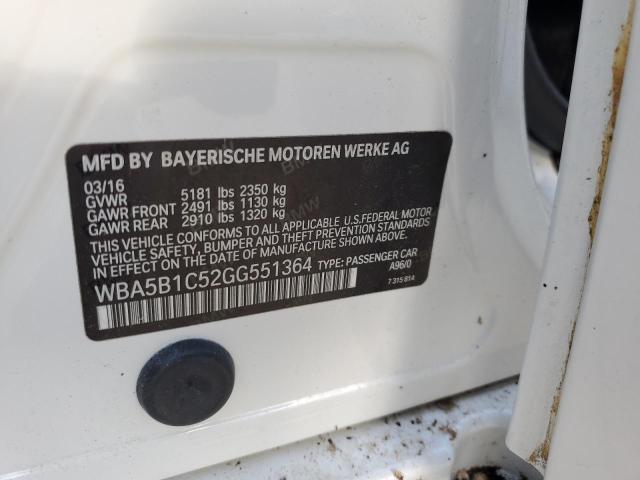 MFD BY BAYERISCHE MOTOREN WERKE AG
03/16
GVWR 5181 lbs 2350 kg
GAWR FRONT 2491 lbs 1130 kg
GAWR REAR 2910 lbs 1320 kg
THIS VEHICLE CONFORMS TO ALL APPLICABLE U.S.FEDERAL MOTOR
VEHICLE SAFETY, BUMPER AND THEFT PREVENTION STANDARDS
IN EFFECT ON THE DATE OF MANUFACTURE SHOWN ABOVE.
WBA5B1C52GG551364 TYPE: PASSENGER CAR
A96/0
7 315 814